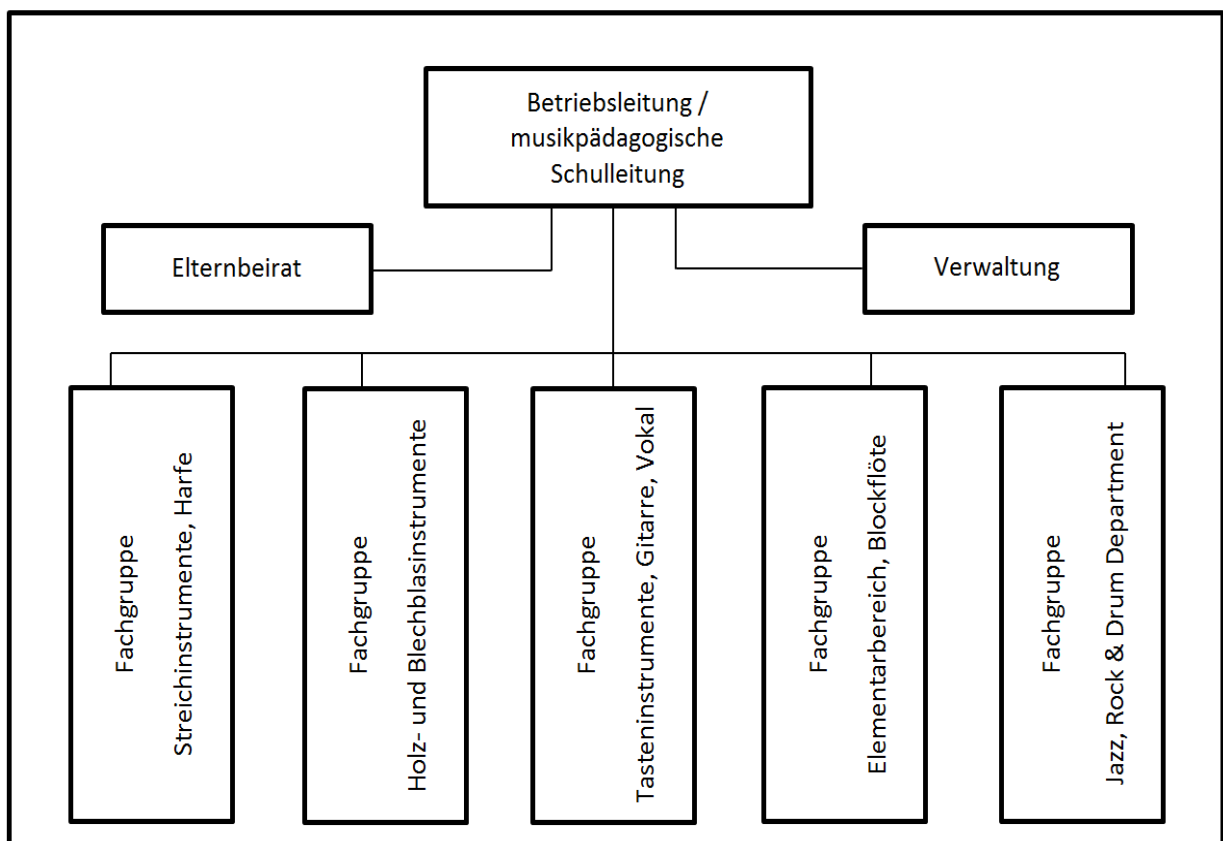 Betriebsleitung /
musikpädagogische
Schulleitung
Elternbeirat
Verwaltung
Fachgruppe
Streichinstrumente, Harfe
Fachgruppe
Holz- und Blechblasinstrumente
Fachgruppe
Tasteninstrumente, Gitarre, Vokal
Fachgruppe
Elementarbereich, Blockflöte
Fachgruppe
Jazz, Rock & Drum Department